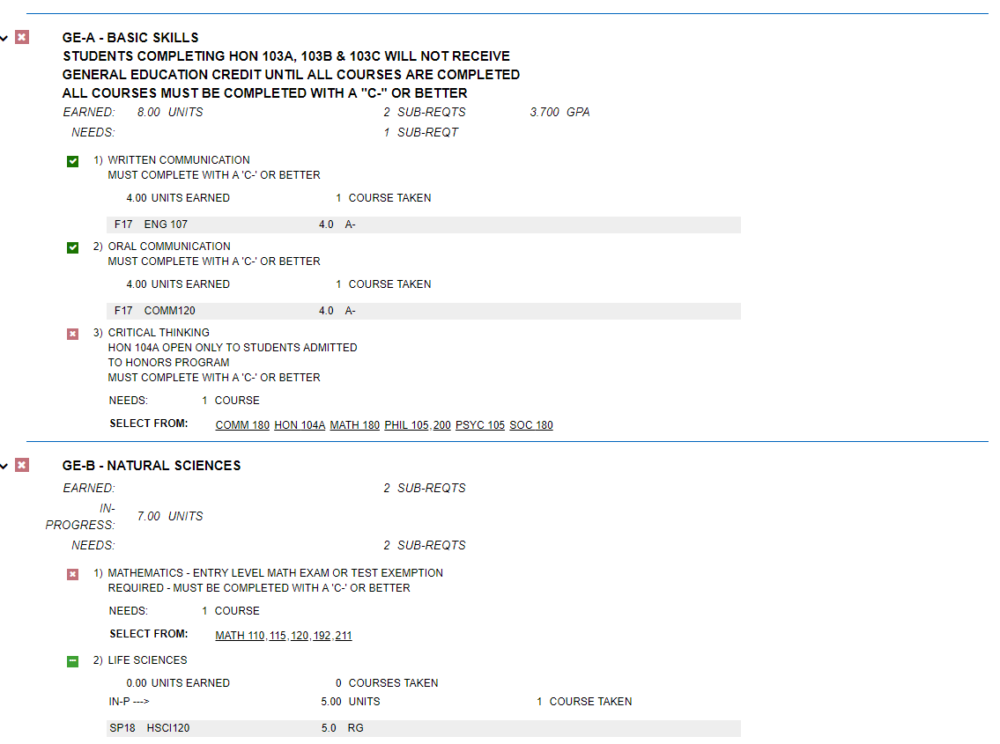 GE-A - BASIC SKILLS
STUDENTS COMPLETING HON 103A, 103B & 103C WILL NOT RECEIVE
GENERAL EDUCATION CREDIT UNTIL ALL COURSES ARE COMPLETED
ALL COURSES MUST BE COMPLETED WITH A "C-" OR BETTER
EARNED: 8.00 UNITS 2 SUB-REQTS 3.700 GPA
NEEDS: 1 SUB-REQT
1) WRITTEN COMMUNICATION
MUST COMPLETE WITH A 'C-' OR BETTER
4.00 UNITS EARNED 1 COURSE TAKEN
F17 ENG 107 4.0 A-
2) ORAL COMMUNICATION
MUST COMPLETE WITH A 'C-' OR BETTER
4.00 UNITS EARNED 1 COURSE TAKEN
F17 COMM120 4.0 A-
3) CRITICAL THINKING
HON 104A OPEN ONLY TO STUDENTS ADMITTED
TO HONORS PROGRAM
MUST COMPLETE WITH A 'C-' OR BETTER
NEEDS: 1 COURSE
SELECT FROM: COMM 180 HON 104A MATH 180 PHIL 105,200 PSYC 105 SOC 180
GE-B - NATURAL SCIENCES
EARNED: 2 SUB-REQTS
IN-
PROGRESS: 7.00 UNITS
NEEDS: 2 SUB-REQTS
1) MATHEMATICS - ENTRY LEVEL MATH EXAM OR TEST EXEMPTION
REQUIRED - MUST BE COMPLETED WITH A 'C-' OR BETTER
NEEDS: 1 COURSE
SELECT FROM: MATH 110,115,120,192,211
2) LIFE SCIENCES
0.00 UNITS EARNED 0 COURSES TAKEN
IN-P ---> 5.00 UNITS 1 COURSE TAKEN
SP18 HSCI120 5.0 RG